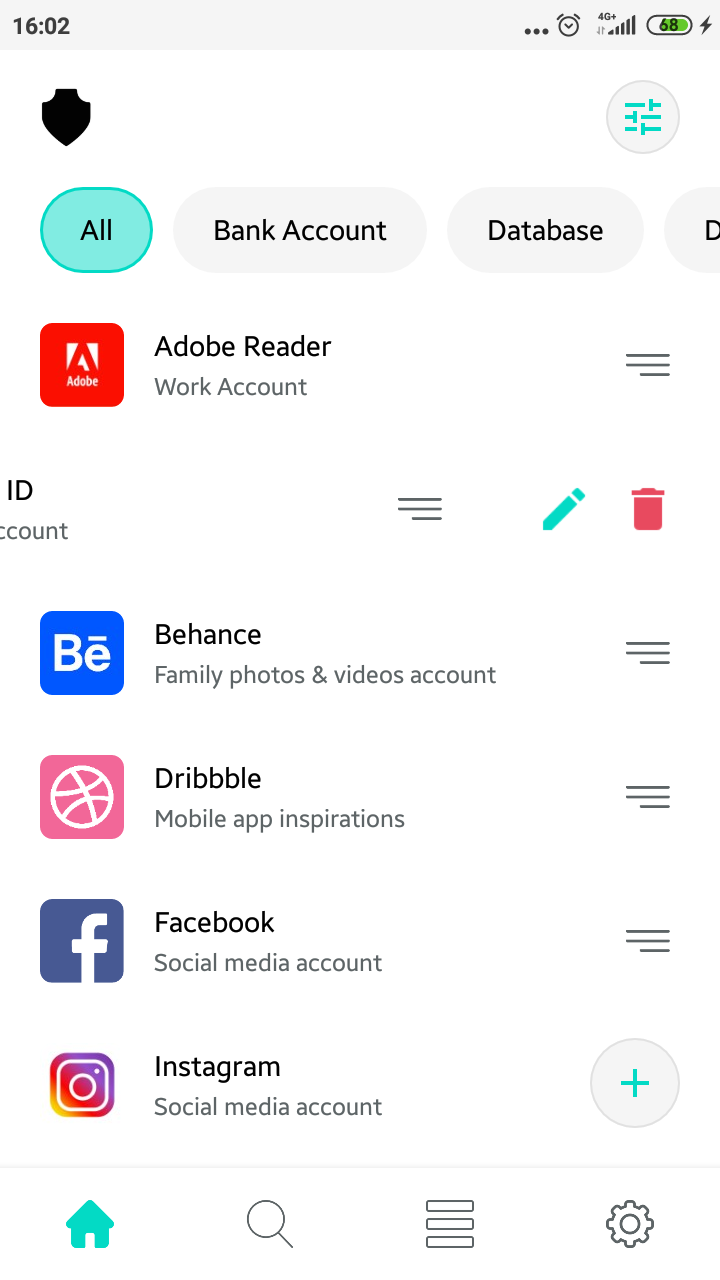 16:02
4G+
68
All
Bank Account
Database
D
Adobe
Adobe Reader
Work Account
ID
ccount
Bē
Behance
Family photos & videos account
Dribbble
Mobile app inspirations
f
Facebook
Social media account
Instagram
Social media account